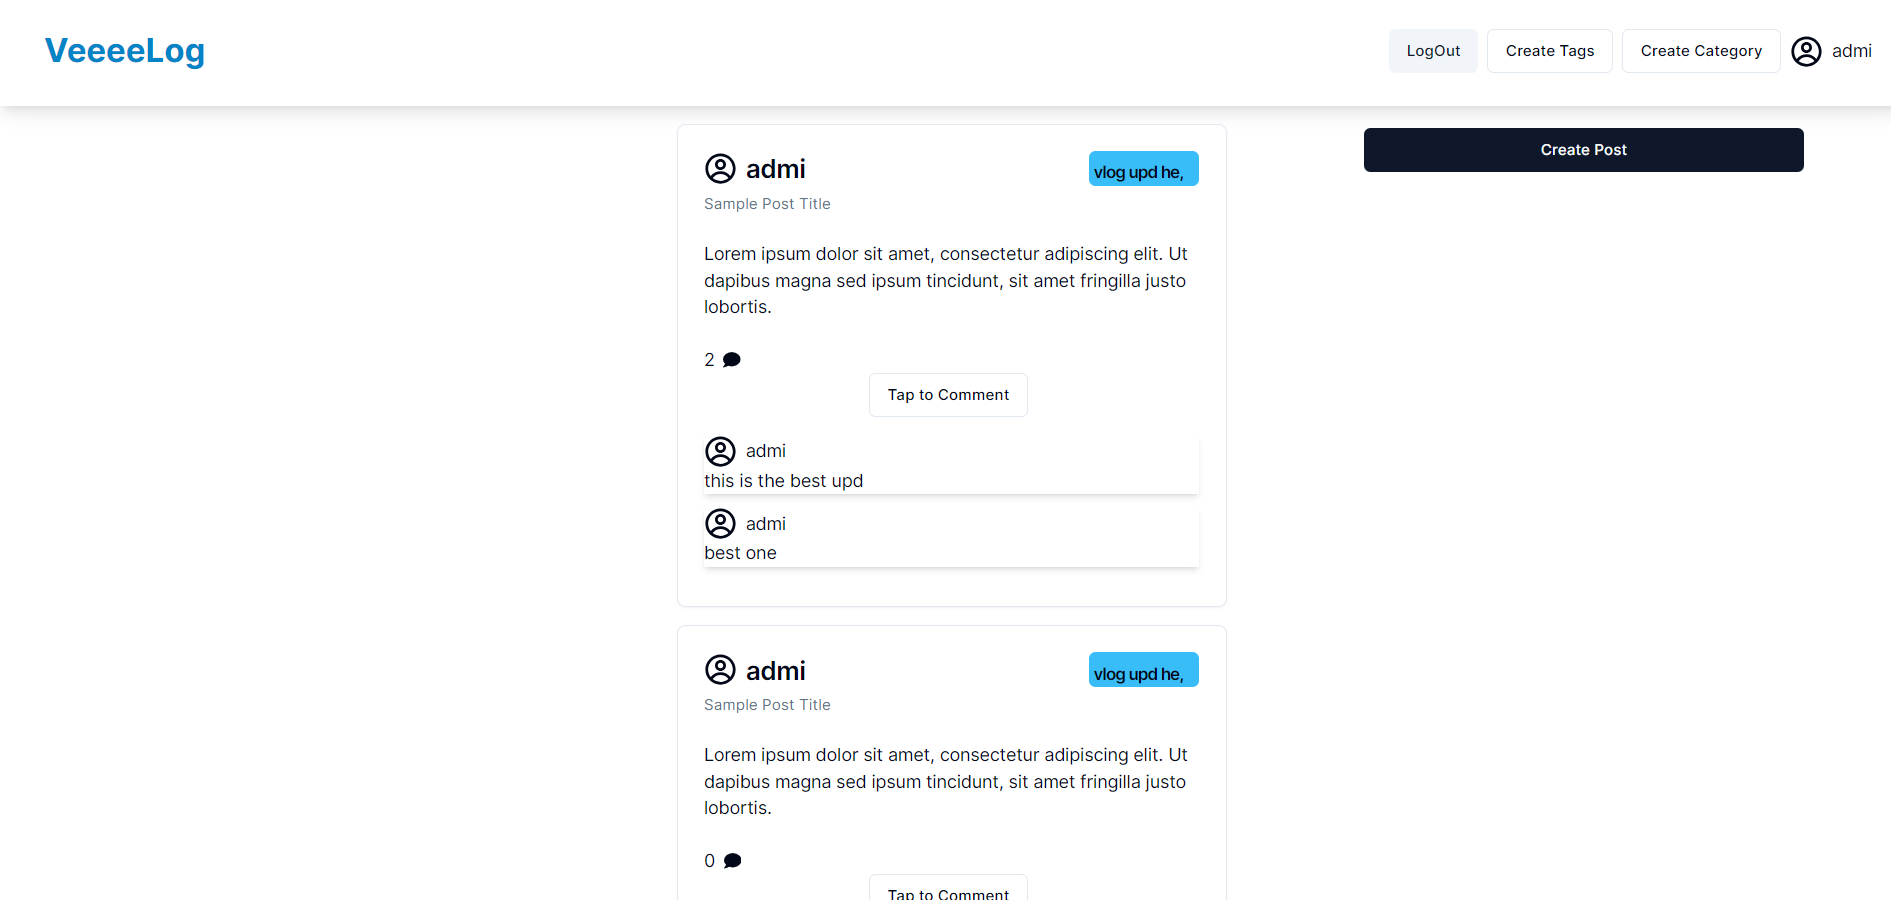 VeeeeLog
LogOut
Create Tags
Create Category
admi
Create Post
admi
vlog upd he,
Sample Post Title
Lorem ipsum dolor sit amet, consectetur adipiscing elit. Ut
dapibus magna sed ipsum tincidunt, sit amet fringilla justo
lobortis.
2
Tap to Comment
admi
this is the best upd
admi
best one
admi
vlog upd he,
Sample Post Title
Lorem ipsum dolor sit amet, consectetur adipiscing elit. Ut
dapibus magna sed ipsum tincidunt, sit amet fringilla justo
lobortis.
0
Tap to Comment